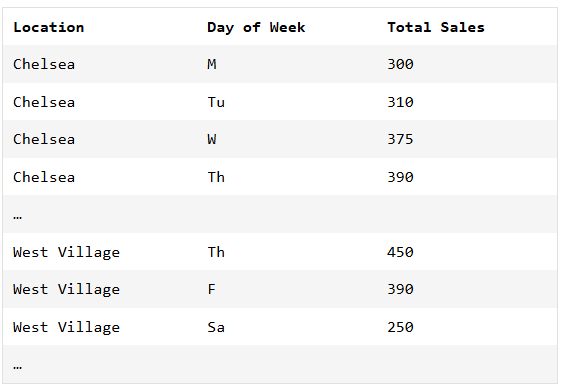 Location Day of Week Total Sales
Chelsea M 300
Chelsea Tu 310
Chelsea W 375
Chelsea Th 390
…
West Village Th 450
West Village F 390
West Village Sa 250
…